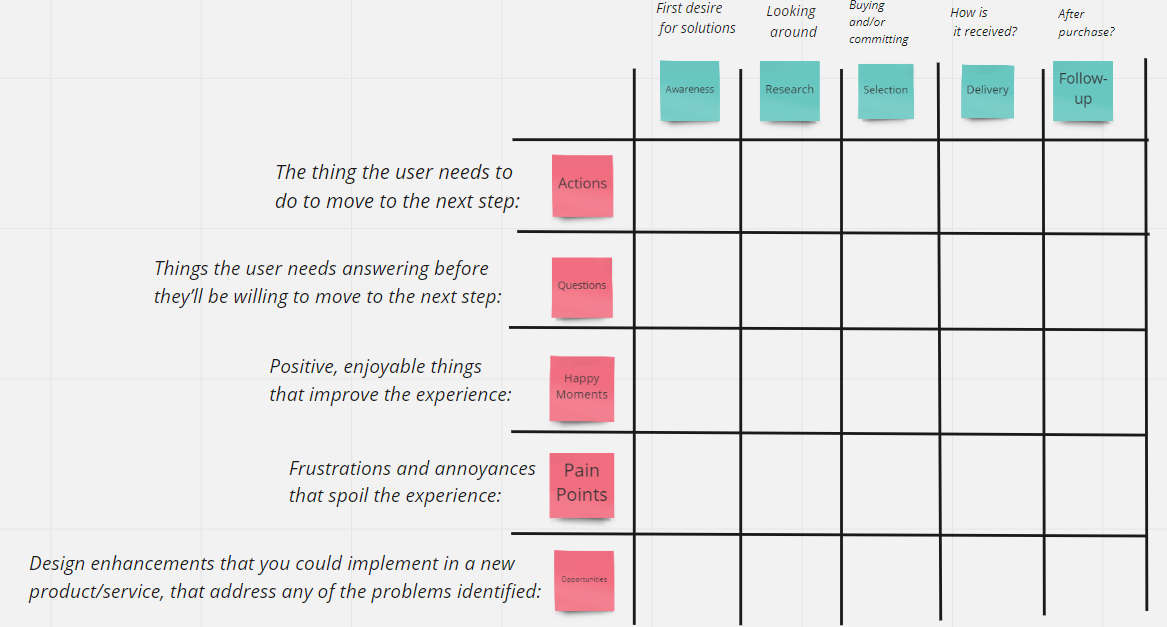 First desire
for solutions
Looking
around
Buying
and/or
committing
How is
it received?
After
purchase?
Awareness
Research
Selection
Delivery
Follow-
up
The thing the user needs to
do to move to the next step:
Actions
Things the user needs answering before
they’ll be willing to move to the next step:
Questions
Positive, enjoyable things
that improve the experience:
Happy
Moments
Frustrations and annoyances
that spoil the experience:
Pain
Points
Design enhancements that you could implement in a new
product/service, that address any of the problems identified:
Opportunities